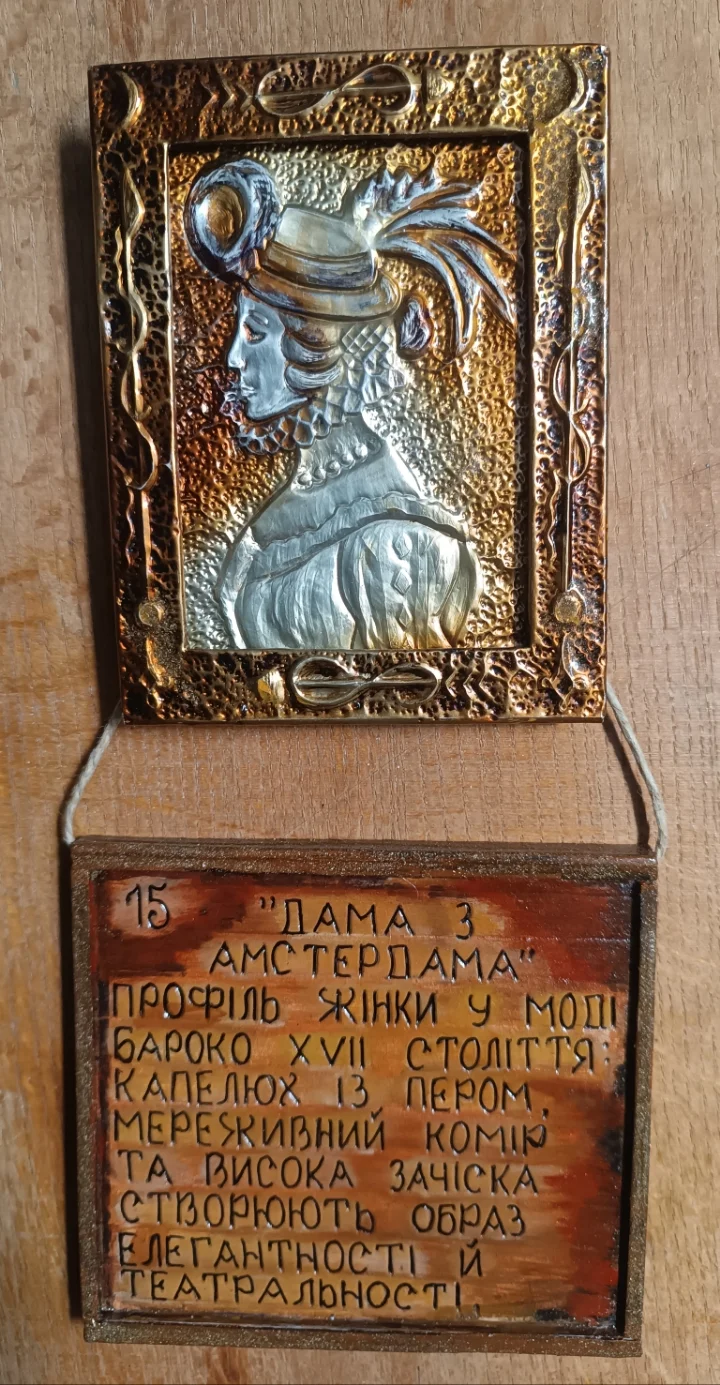 15 "ДАМА З
АМСТЕРДАМА"
ПРОФІЛЬ ЖІНКИ У МОДІ
БАРОКО XVII СТОЛІТТЯ:
КАПЕЛЮХ ІЗ ПЕРОМ,
МЕРЕЖИВНИЙ КОМІР
ТА ВИСОКА ЗАЧІСКА
СТВОРЮЮТЬ ОБРАЗ
ЕЛЕГАНТНОСТІ Й
ТЕАТРАЛЬНОСТІ.